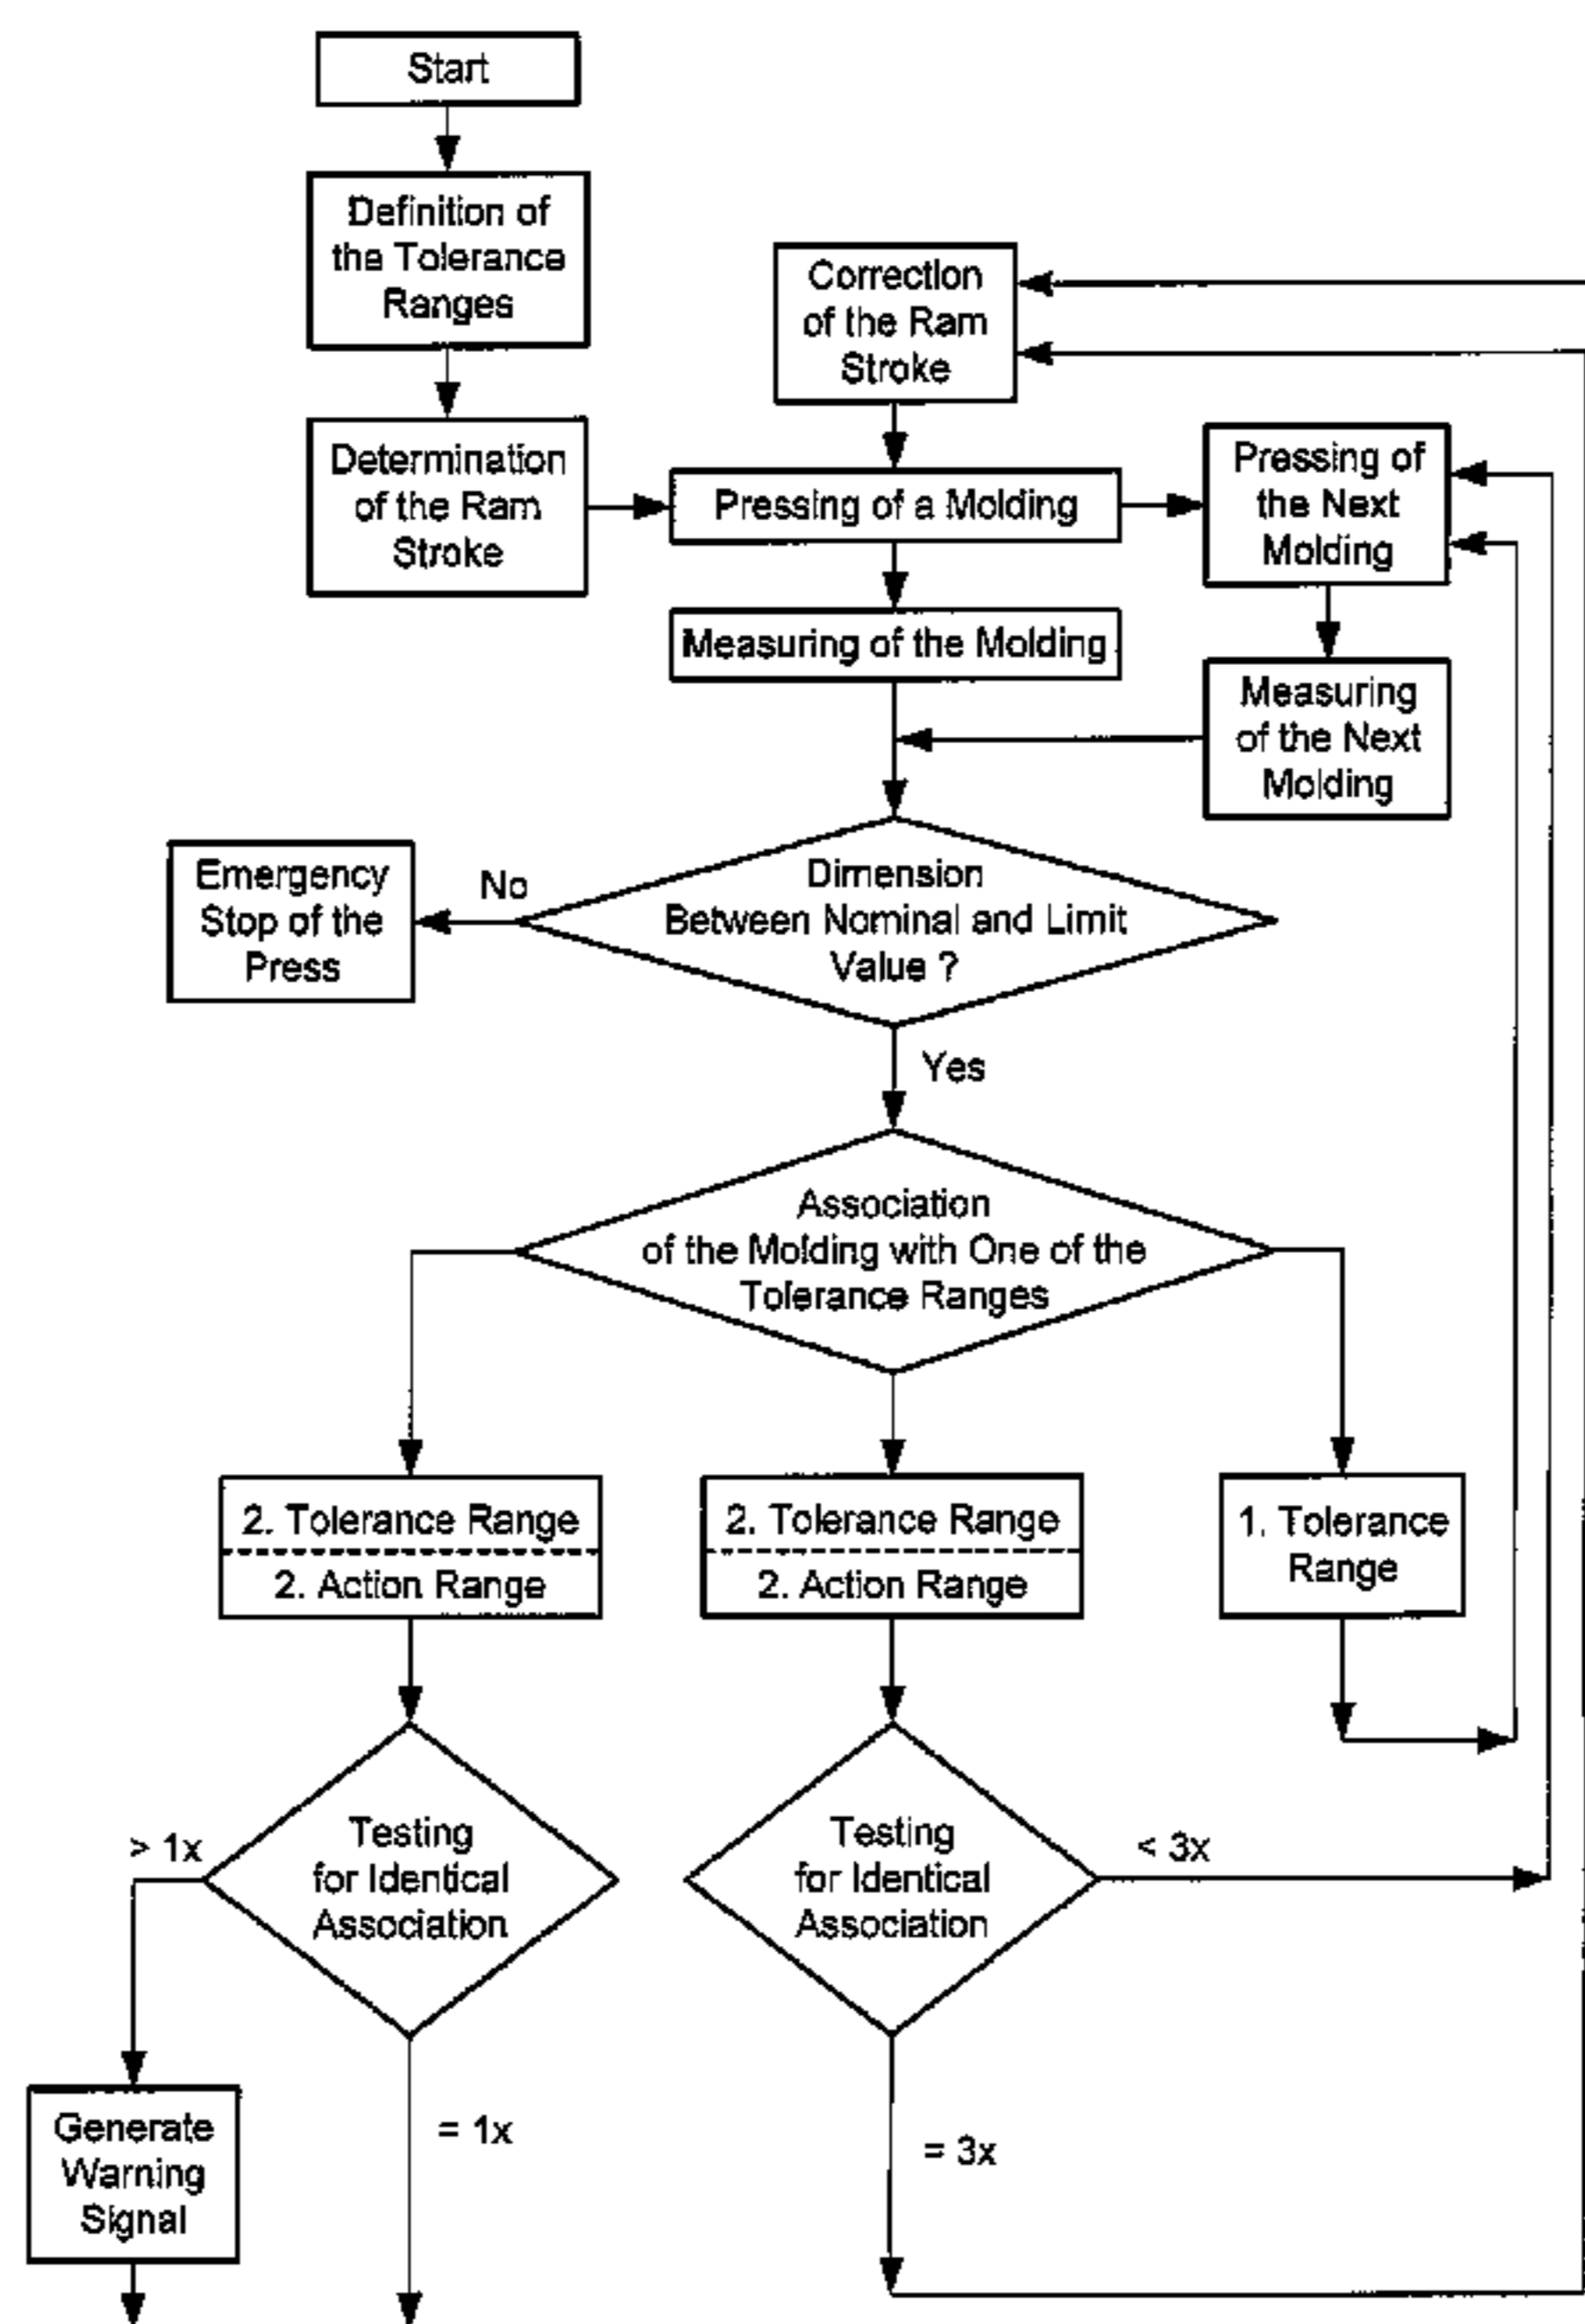 Start
Definition of
the Tolerance
Ranges
Correction
of the Ram
Stroke
Determination
of the Ram
Stroke
Pressing of a Molding
Pressing of
the Next
Molding
Measuring of the Molding
Measuring
of the Next
Molding
Emergency
Stop of the
Press
No
Dimension
Between Nominal and Limit
Value ?
Yes
Association
of the Molding with One of the
Tolerance Ranges
2. Tolerance Range
2. Action Range
2. Tolerance Range
2. Action Range
1. Tolerance
Range
> 1x
Testing
for Identical
Association
Testing
for Identical
Association
< 3x
Generate
Warning
Signal
= 1x
= 3x